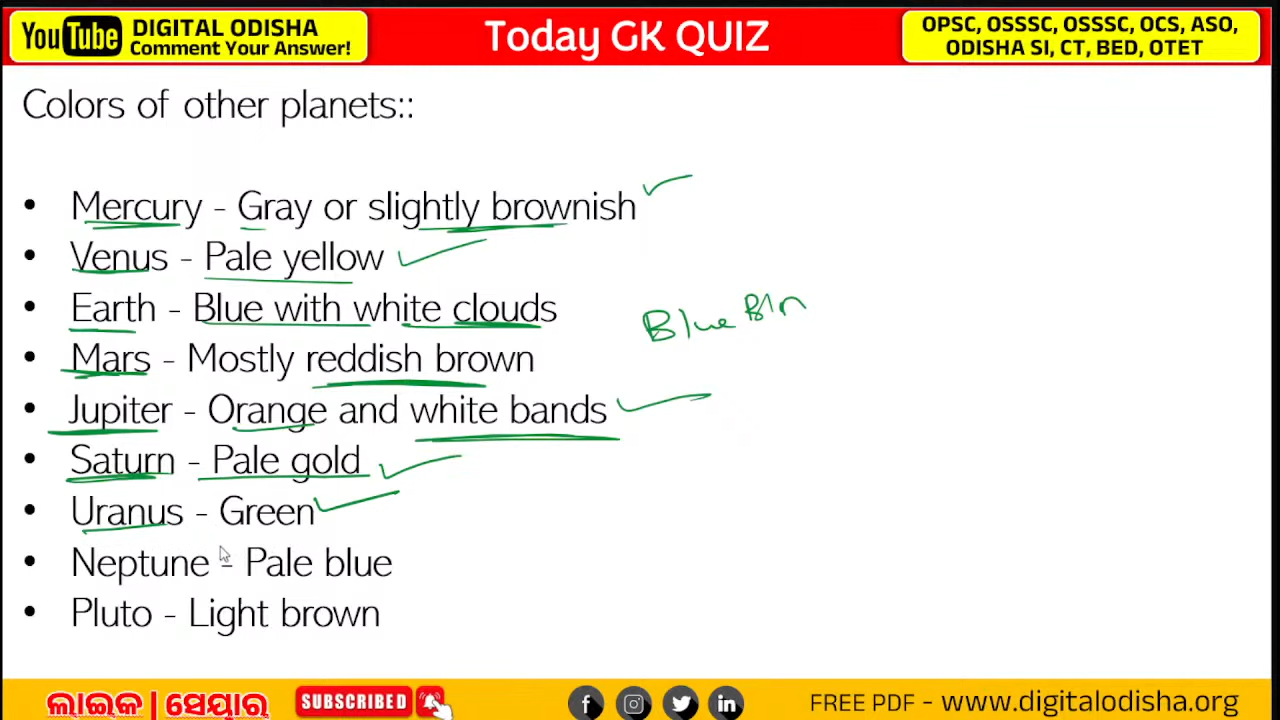 YouTube DIGITAL ODISHA
Comment Your Answer!
Today GK QUIZ
OPSC, OSSSC, OSSSC, OCS, ASO,
ODISHA SI, CT, BED, OTET
Colors of other planets::
• Mercury - Gray or slightly brownish
• Venus - Pale yellow
• Earth - Blue with white clouds
Blue
• Mars - Mostly reddish brown
• Jupiter - Orange and white bands
• Saturn - Pale gold
• Uranus - Green
• Neptune - Pale blue
• Pluto - Light brown
ଲାଇକ | ସେୟାର
SUBSCRIBED
FREE PDF - www.digitalodisha.org